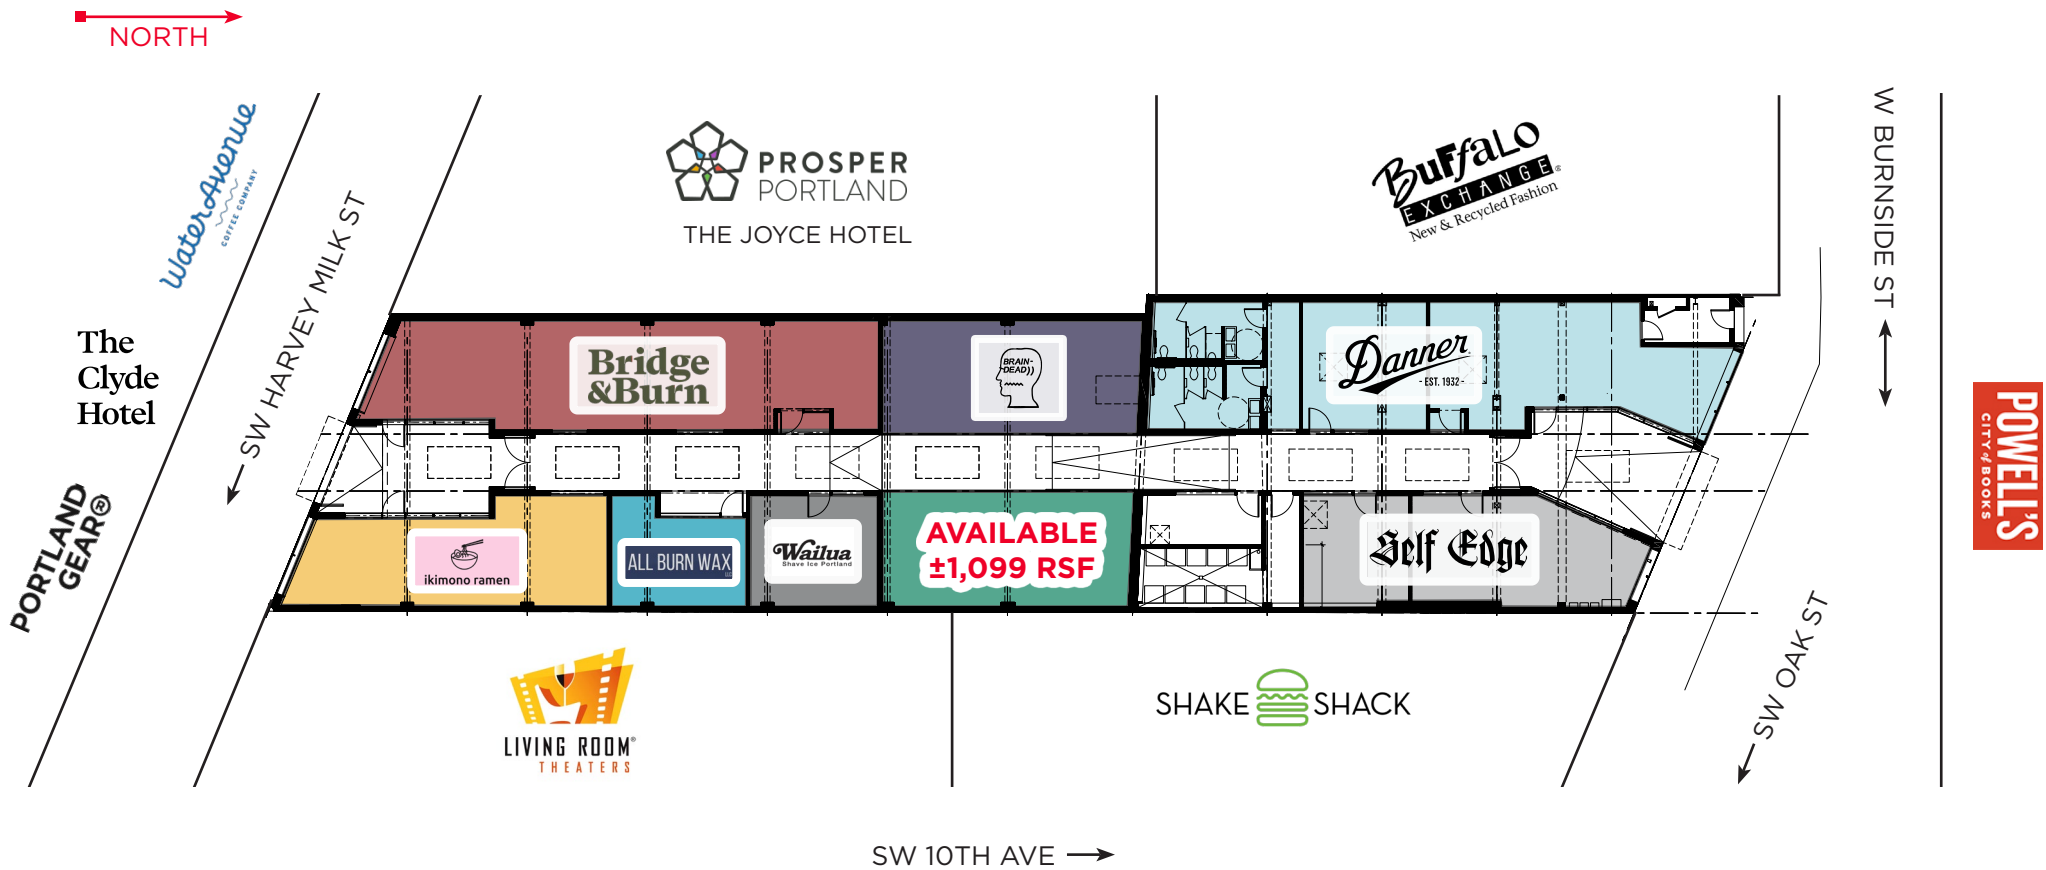 NORTH
Water Avenue
COFFEE COMPANY
SW HARVEY MILK ST
The
Clyde
Hotel
PORTLAND
GEAR®
PROSPER
PORTLAND
THE JOYCE HOTEL
BuFFaLO
EXCHANGE®
New & Recycled Fashion
W BURNSIDE ST
POWELL'S
CITY of BOOKS
Bridge
&Burn
BRAIN-
DEAD))
Danner
- EST. 1932 -
ikimono ramen
ALL BURN WAX
Wailua
Shave Ice Portland
AVAILABLE
±1,099 RSF
Self Edge
LIVING ROOM®
THEATERS
SHAKE SHACK
SW OAK ST
SW 10TH AVE